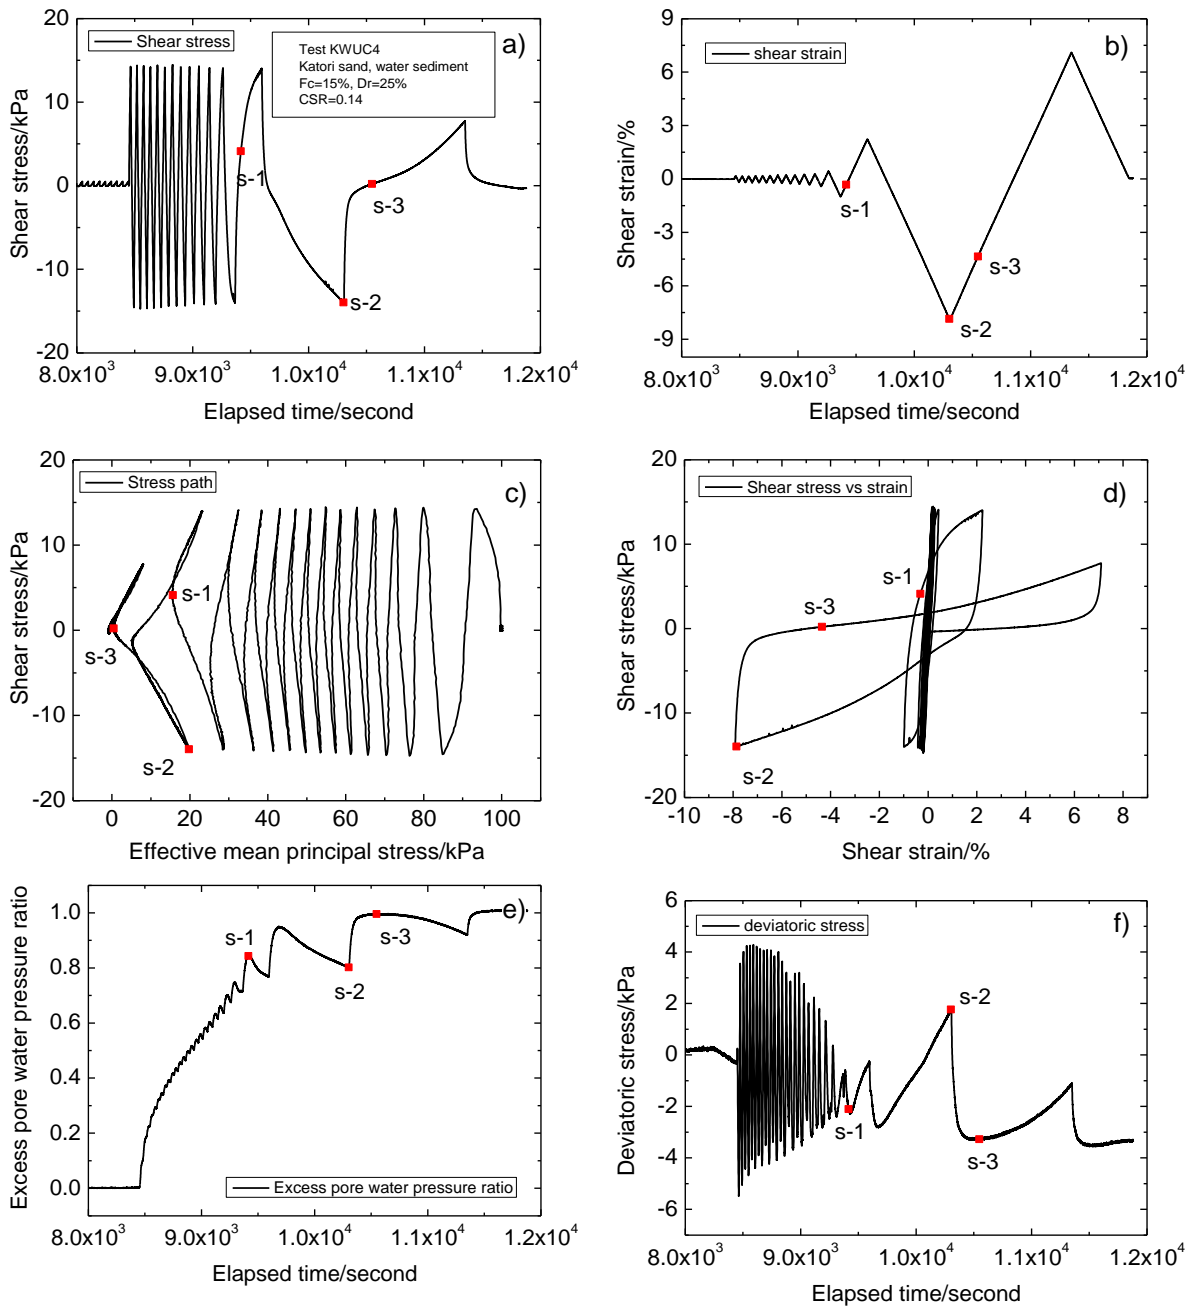 a)
Shear stress
Test KWUC4
Katori sand, water sediment
Fc=15%, Dr=25%
CSR=0.14
20
10
0
-10
-20
Shear stress/kPa
s-1
s-2
s-3
8.0x10³ 9.0x10³ 1.0x10⁴ 1.1x10⁴ 1.2x10⁴
Elapsed time/second
b)
shear strain
9
6
3
0
-3
-6
-9
Shear strain/%
s-1
s-2
s-3
8.0x10³ 9.0x10³ 1.0x10⁴ 1.1x10⁴ 1.2x10⁴
Elapsed time/second
c)
Stress path
20
10
0
-10
-20
Shear stress/kPa
s-1
s-3
s-2
0 20 40 60 80 100
Effective mean principal stress/kPa
d)
Shear stress vs strain
20
10
0
-10
-20
Shear stress/kPa
s-1
s-3
s-2
-10 -8 -6 -4 -2 0 2 4 6 8
Shear strain/%
e)
1.0
0.8
0.6
0.4
0.2
0.0
Excess pore water pressure ratio
s-1
s-2
s-3
Excess pore water pressure ratio
8.0x10³ 9.0x10³ 1.0x10⁴ 1.1x10⁴ 1.2x10⁴
Elapsed time/second
f)
deviatoric stress
6
4
2
0
-2
-4
-6
Deviatoric stress/kPa
s-2
s-1
s-3
8.0x10³ 9.0x10³ 1.0x10⁴ 1.1x10⁴ 1.2x10⁴
Elapsed time/second